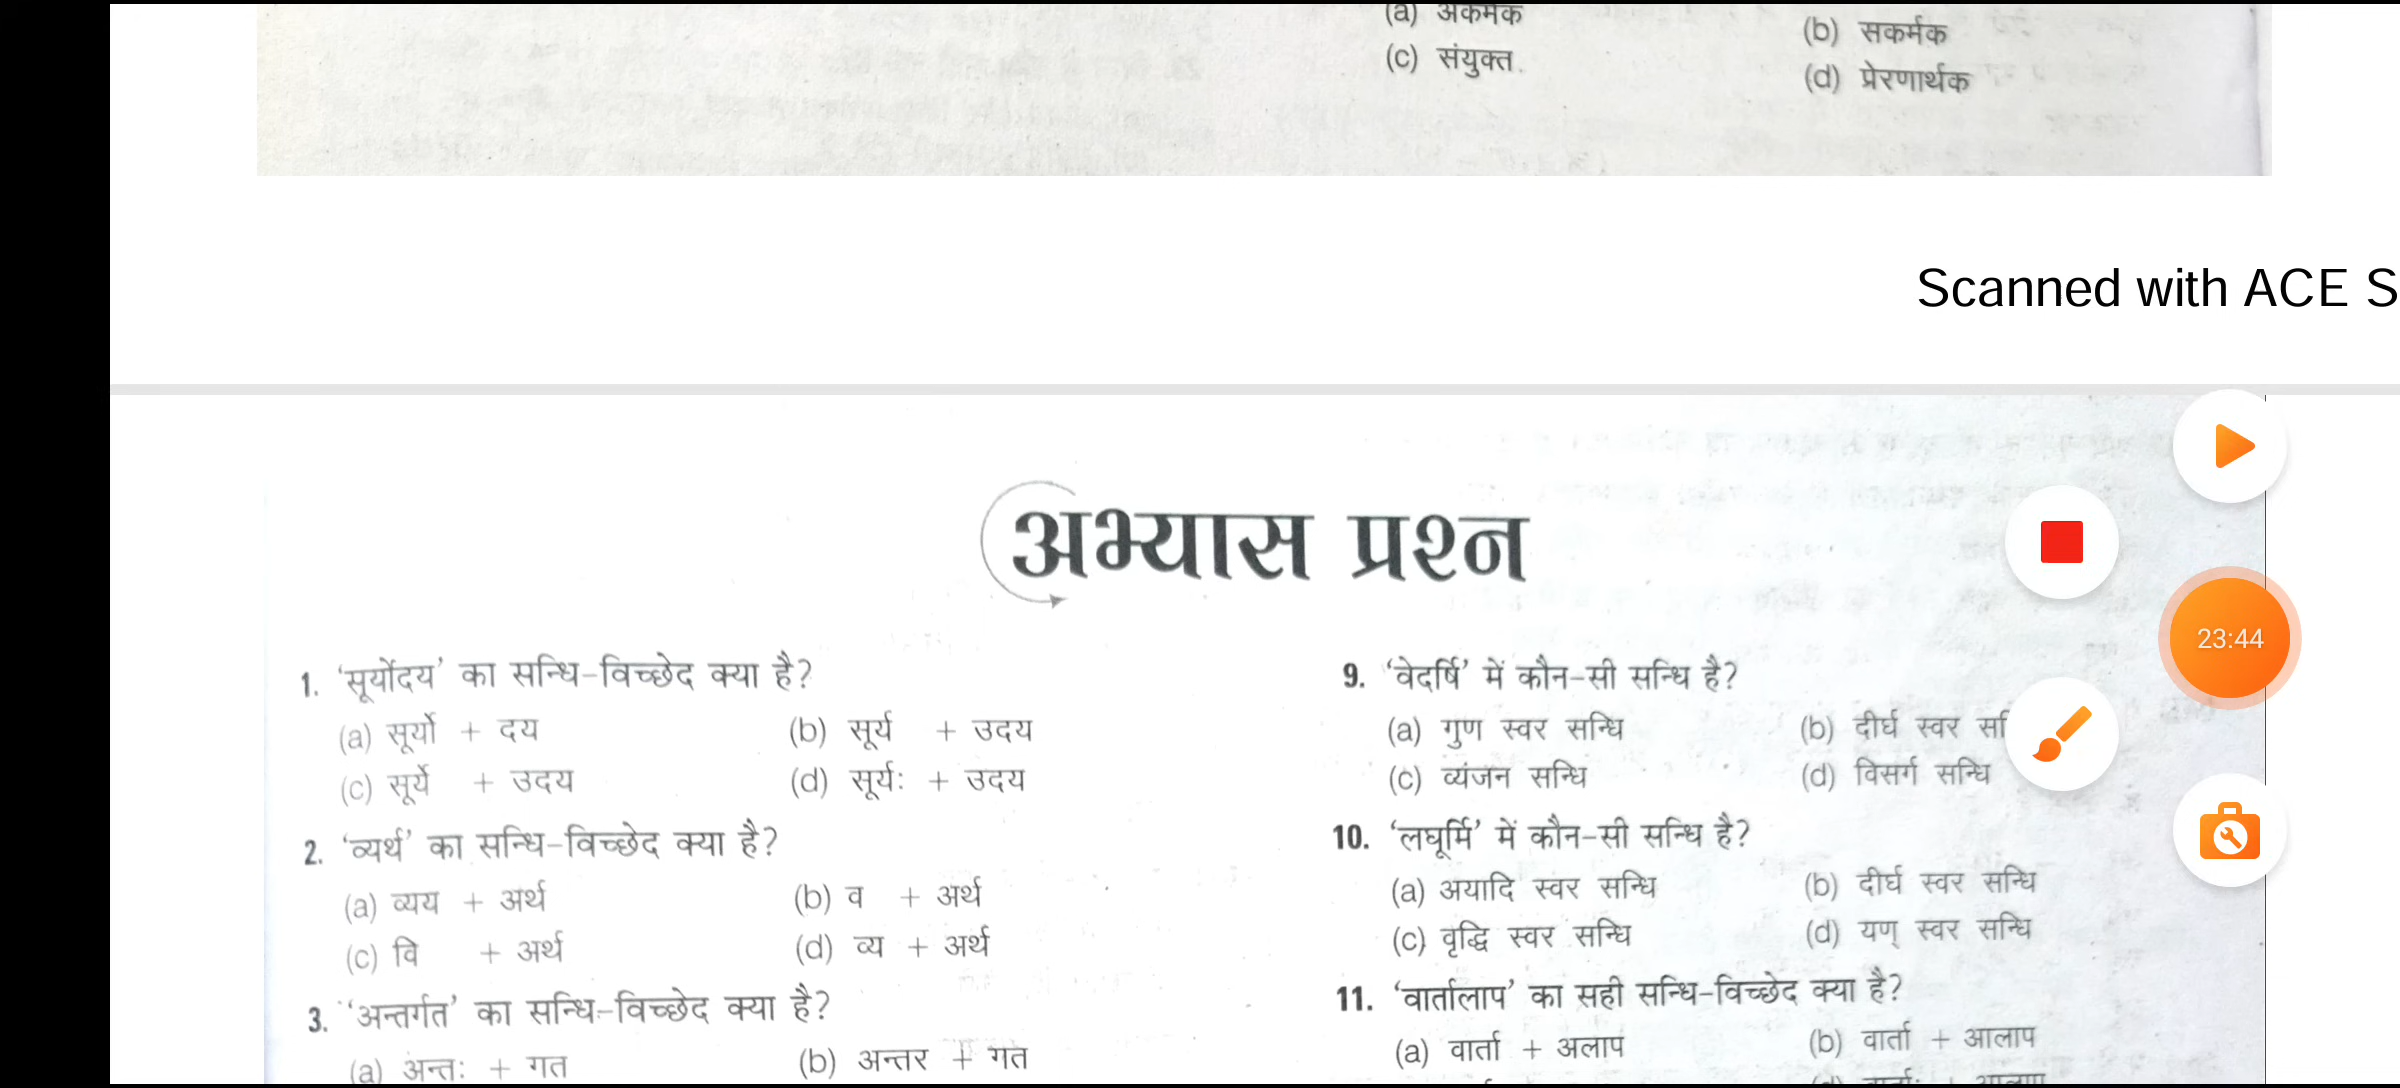 (a) अकर्मक
(b) सकर्मक
(c) संयुक्त
(d) प्रेरणार्थक
Scanned with ACE S
अभ्यास प्रश्न
1. ‘सूर्योदय’ का सन्धि-विच्छेद क्या है?
(a) सूर्यो + दय
(b) सूर्य + उदय
(c) सूर्ये + उदय
(d) सूर्यः + उदय
2. ‘व्यर्थ’ का सन्धि-विच्छेद क्या है?
(a) व्यय + अर्थ
(b) व + अर्थ
(c) वि + अर्थ
(d) व्य + अर्थ
3. ‘अन्तर्गत’ का सन्धि-विच्छेद क्या है?
(a) अन्तः + गत
(b) अन्तर + गत
9. ‘वेदर्षि’ में कौन-सी सन्धि है?
(a) गुण स्वर सन्धि
(b) दीर्घ स्वर
(c) व्यंजन सन्धि
(d) विसर्ग सन्धि
10. ‘लघूर्मि’ में कौन-सी सन्धि है?
(a) अयादि स्वर सन्धि
(b) दीर्घ स्वर सन्धि
(c) वृद्धि स्वर सन्धि
(d) यण् स्वर सन्धि
11. ‘वार्तालाप’ का सही सन्धि-विच्छेद क्या है?
(a) वार्ता + अलाप
(b) वार्ता + आलाप
23:44